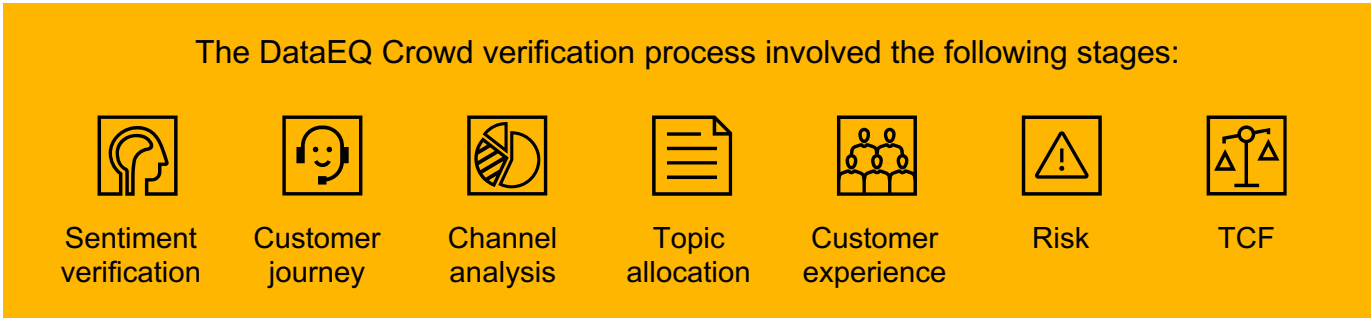 The DataEQ Crowd verification process involved the following stages:
Sentiment
verification
Customer
journey
Channel
analysis
Topic
allocation
Customer
experience
Risk
TCF